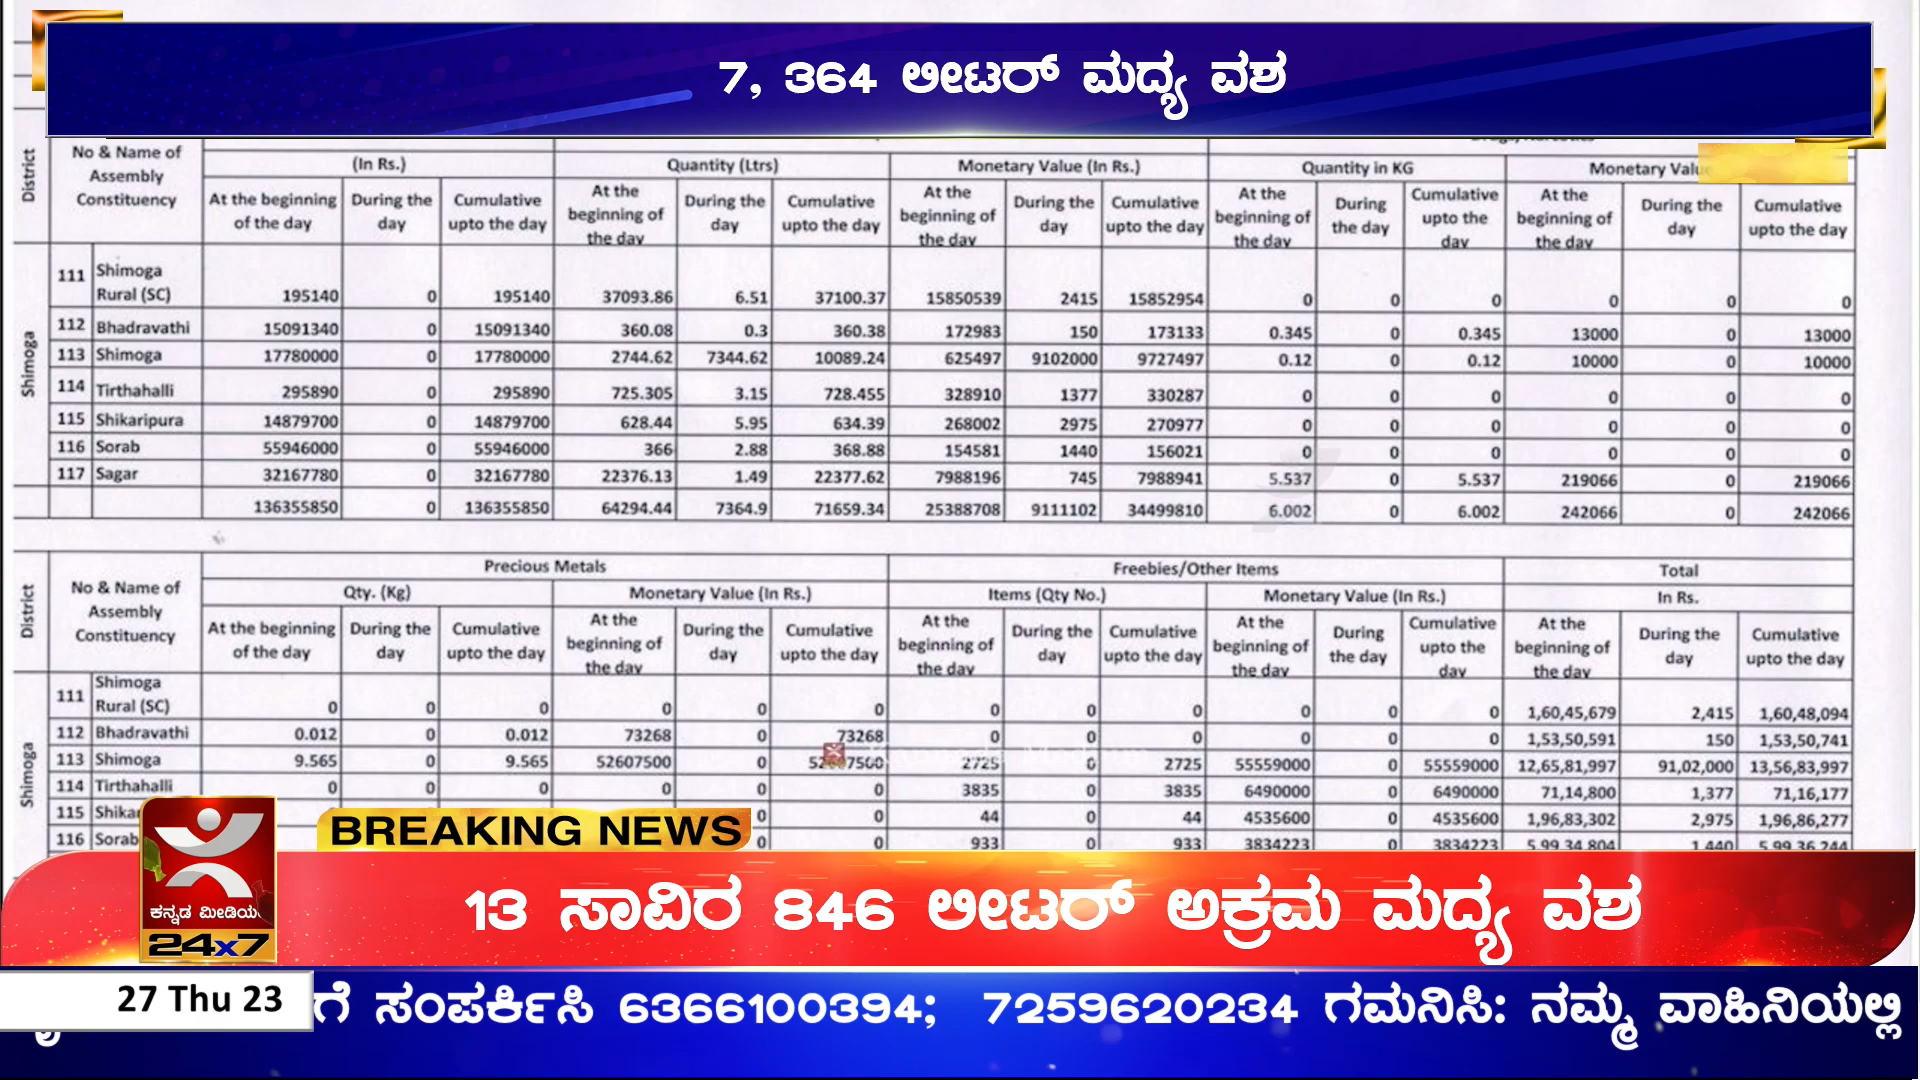 7, 364 ಲೀಟರ್ ಮದ್ಯ ವಶ
District No & Name of Assembly Constituency (In Rs.) Quantity (Ltrs) Monetary Value (In Rs.) Quantity in KG Monetary
At the beginning of the day During the day Cumulative upto the day At the beginning of the day During the day Cumulative upto the day At the beginning of the day During the day Cumulative upto the day At the beginning of the day During the day Cumulative upto the day At the beginning of the day During the day Cumulative upto the day
Shimoga
111 Shimoga Rural (SC) 195140 0 195140 37093.86 6.51 37100.37 15850539 2415 15852954 0 0 0 0 0 0
112 Bhadravathi 15091340 0 15091340 360.08 0.3 360.38 172983 150 173133 0.345 0 0.345 13000 0 13000
113 Shimoga 17780000 0 17780000 2744.62 7344.62 10089.24 625497 9102000 9727497 0.12 0 0.12 10000 0 10000
114 Tirthahalli 295890 0 295890 725.305 3.15 728.455 328910 1377 330287 0 0 0 0 0 0
115 Shikaripura 14879700 0 14879700 628.44 5.95 634.39 268002 2975 270977 0 0 0 0 0 0
116 Sorab 55946000 0 55946000 366 2.88 368.88 154581 1440 156021 0 0 0 0 0 0
117 Sagar 32167780 0 32167780 22376.13 1.49 22377.62 7988196 745 7988941 5.537 0 5.537 219066 0 219066
136355850 0 136355850 64294.44 7364.9 71659.34 25388708 9111102 34499810 6.002 0 6.002 242066 0 242066
District No & Name of Assembly Constituency Precious Metals Freebies/Other Items Total
Qty. (Kg) Monetary Value (In Rs.) Items (Qty No.) Monetary Value (In Rs.) In Rs.
At the beginning of the day During the day Cumulative upto the day At the beginning of the day During the day Cumulative upto the day At the beginning of the day During the day Cumulative upto the day At the beginning of the day During the day Cumulative upto the day At the beginning of the day During the day Cumulative upto the day
Shimoga
111 Shimoga Rural (SC) 0 0 0 0 0 0 0 0 0 0 0 0 1,60,45,679 2,415 1,60,48,094
112 Bhadravathi 0.012 0 0.012 73268 0 73268 0 0 0 0 0 0 1,53,50,591 150 1,53,50,741
113 Shimoga 9.565 0 9.565 52607500 0 2725 0 2725 55559000 0 55559000 12,65,81,997 91,02,000 13,56,83,997
114 Tirthahalli 0 0 0 0 0 0 3835 0 3835 6490000 0 6490000 71,14,800 1,377 71,16,177
115 0 0 44 0 44 4535600 0 4535600 1,96,83,302 2,975 1,96,86,277
116 Sorab 0 0 933 0 933 3834223 0 3834223 5,99,34,804 1,440 5,99,36,244
BREAKING NEWS
13 ಸಾವಿರ 846 ಲೀಟರ್ ಅಕ್ರಮ ಮದ್ಯ ವಶ
ಕನ್ನಡ ಮೀಡಿಯಾ
24x7
27 Thu 23
ಗೆ ಸಂಪರ್ಕಿಸಿ 6366100394; 7259620234 ಗಮನಿಸಿ: ನಮ್ಮ ವಾಹಿನಿಯಲ್ಲಿ